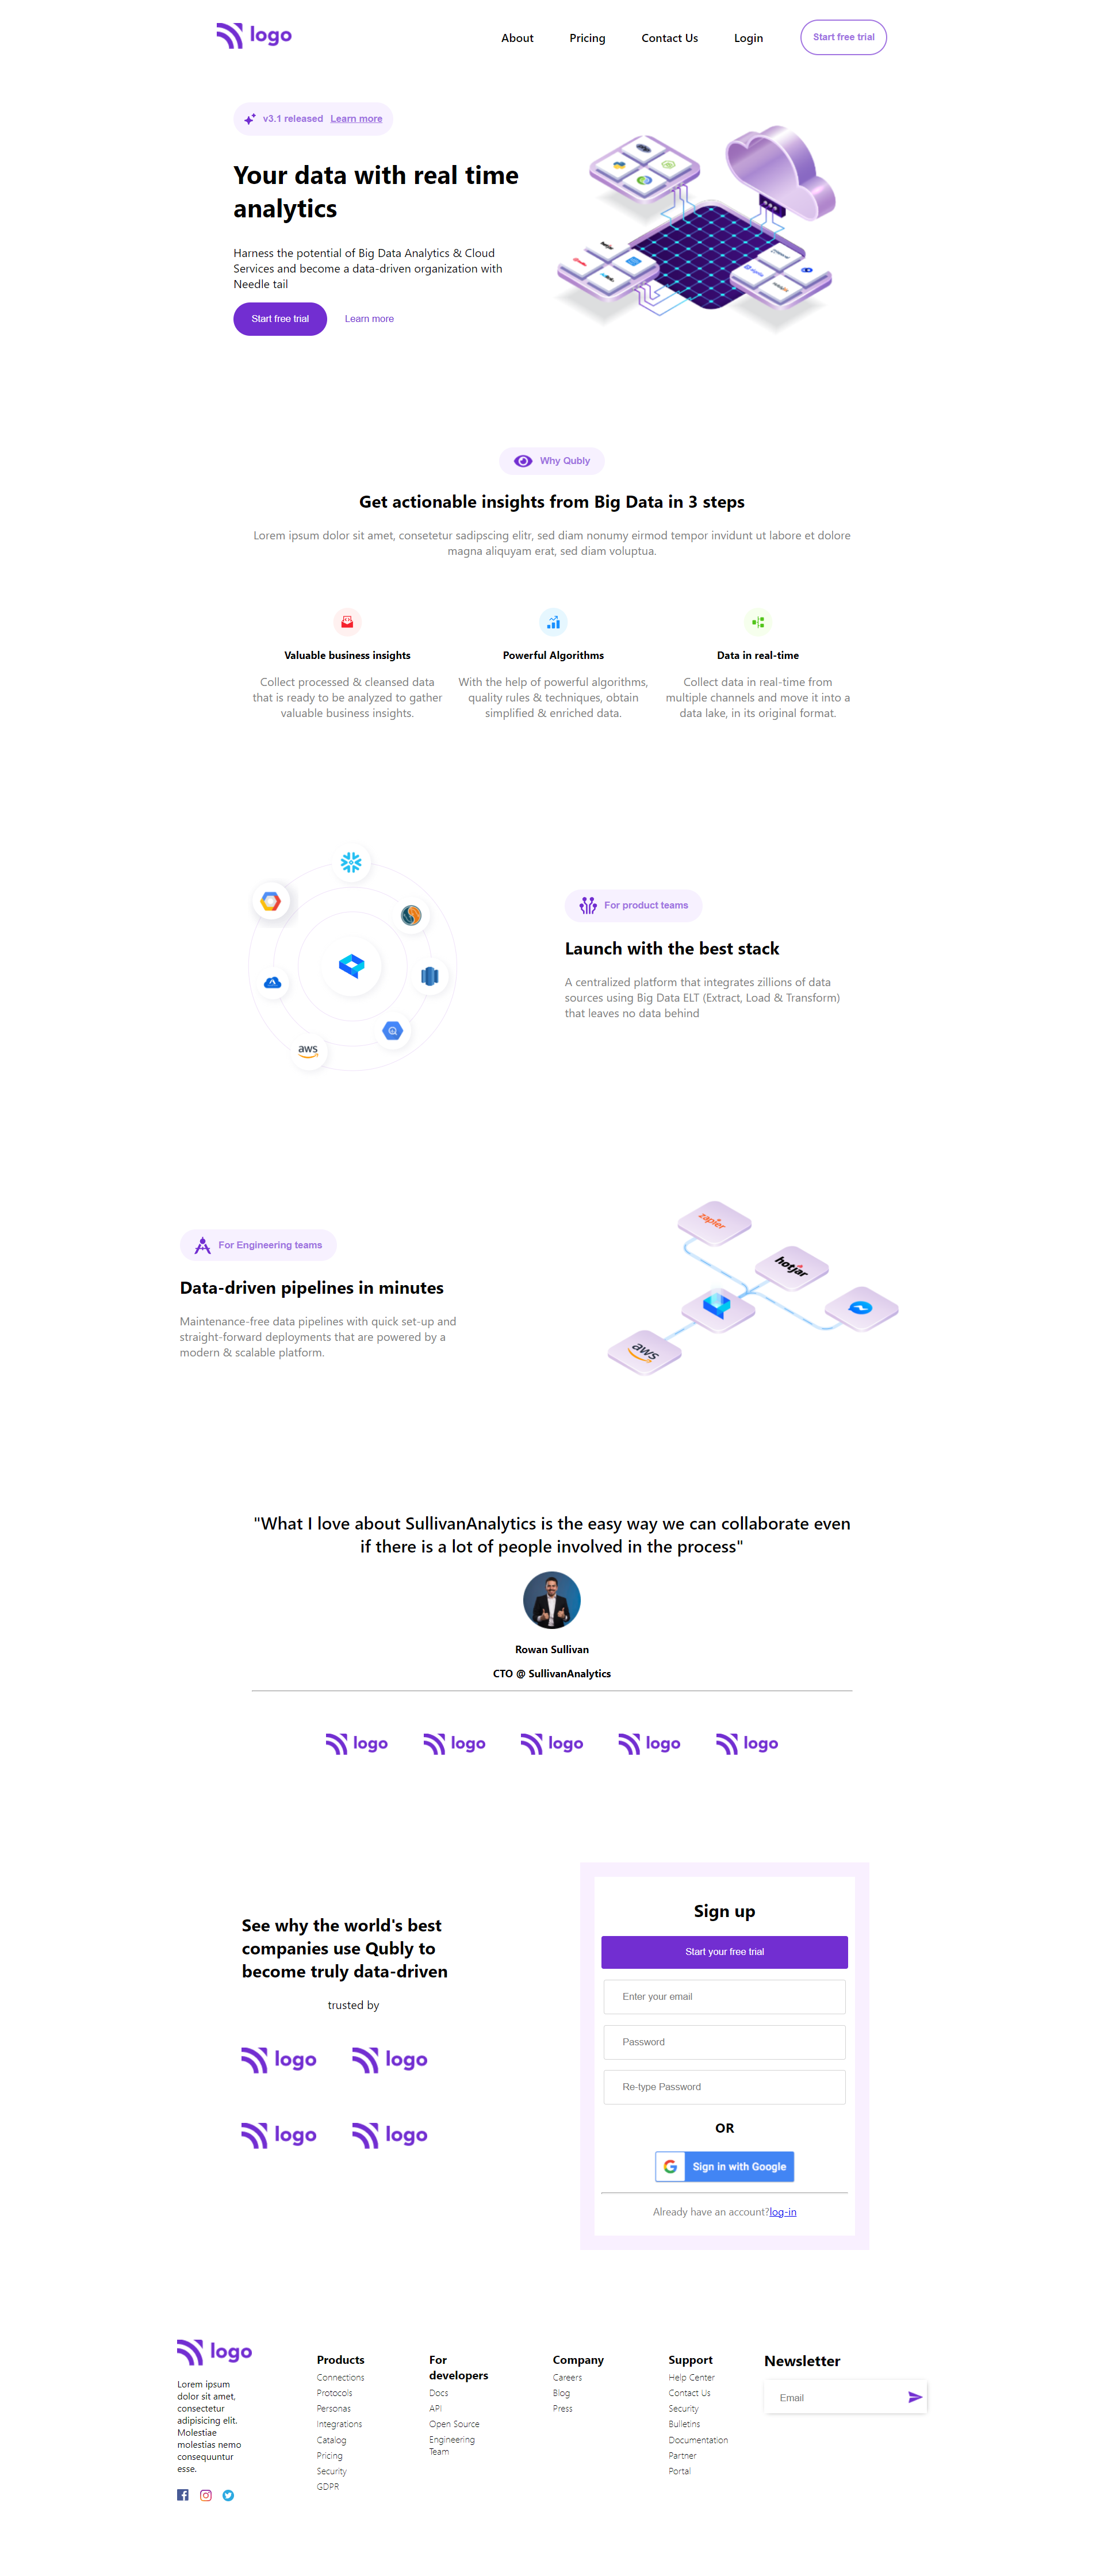 logo
About
Pricing
Contact Us
Login
Start free trial
v3.1 released Learn more
Your data with real time
analytics
Harness the potential of Big Data Analytics & Cloud
Services and become a data-driven organization with
Needle tail
Start free trial
Learn more
hotjar
Why Qubly
Get actionable insights from Big Data in 3 steps
Lorem ipsum dolor sit amet, consetetur sadipscing elitr, sed diam nonumy eirmod tempor invidunt ut labore et dolore
magna aliquyam erat, sed diam voluptua.
Valuable business insights
Collect processed & cleansed data
that is ready to be analyzed to gather
valuable business insights.
Powerful Algorithms
With the help of powerful algorithms,
quality rules & techniques, obtain
simplified & enriched data.
Data in real-time
Collect data in real-time from
multiple channels and move it into a
data lake, in its original format.
aws
For product teams
Launch with the best stack
A centralized platform that integrates zillions of data
sources using Big Data ELT (Extract, Load & Transform)
that leaves no data behind
For Engineering teams
Data-driven pipelines in minutes
Maintenance-free data pipelines with quick set-up and
straight-forward deployments that are powered by a
modern & scalable platform.
zapier
hotjar
aws
"What I love about SullivanAnalytics is the easy way we can collaborate even
if there is a lot of people involved in the process"
Rowan Sullivan
CTO @ SullivanAnalytics
logo
logo
logo
logo
logo
See why the world's best
companies use Qubly to
become truly data-driven
trusted by
logo
logo
logo
logo
Sign up
Start your free trial
Enter your email
Password
Re-type Password
OR
Sign in with Google
Already have an account?log-in
logo
Lorem ipsum
dolor sit amet,
consectetur
adipisicing elit.
Molestiae
molestias nemo
consequuntur
esse.
Products
Connections
Protocols
Personas
Integrations
Catalog
Pricing
Security
GDPR
For
developers
Docs
API
Open Source
Engineering
Team
Company
Careers
Blog
Press
Support
Help Center
Contact Us
Security
Bulletins
Documentation
Partner
Portal
Newsletter
Email